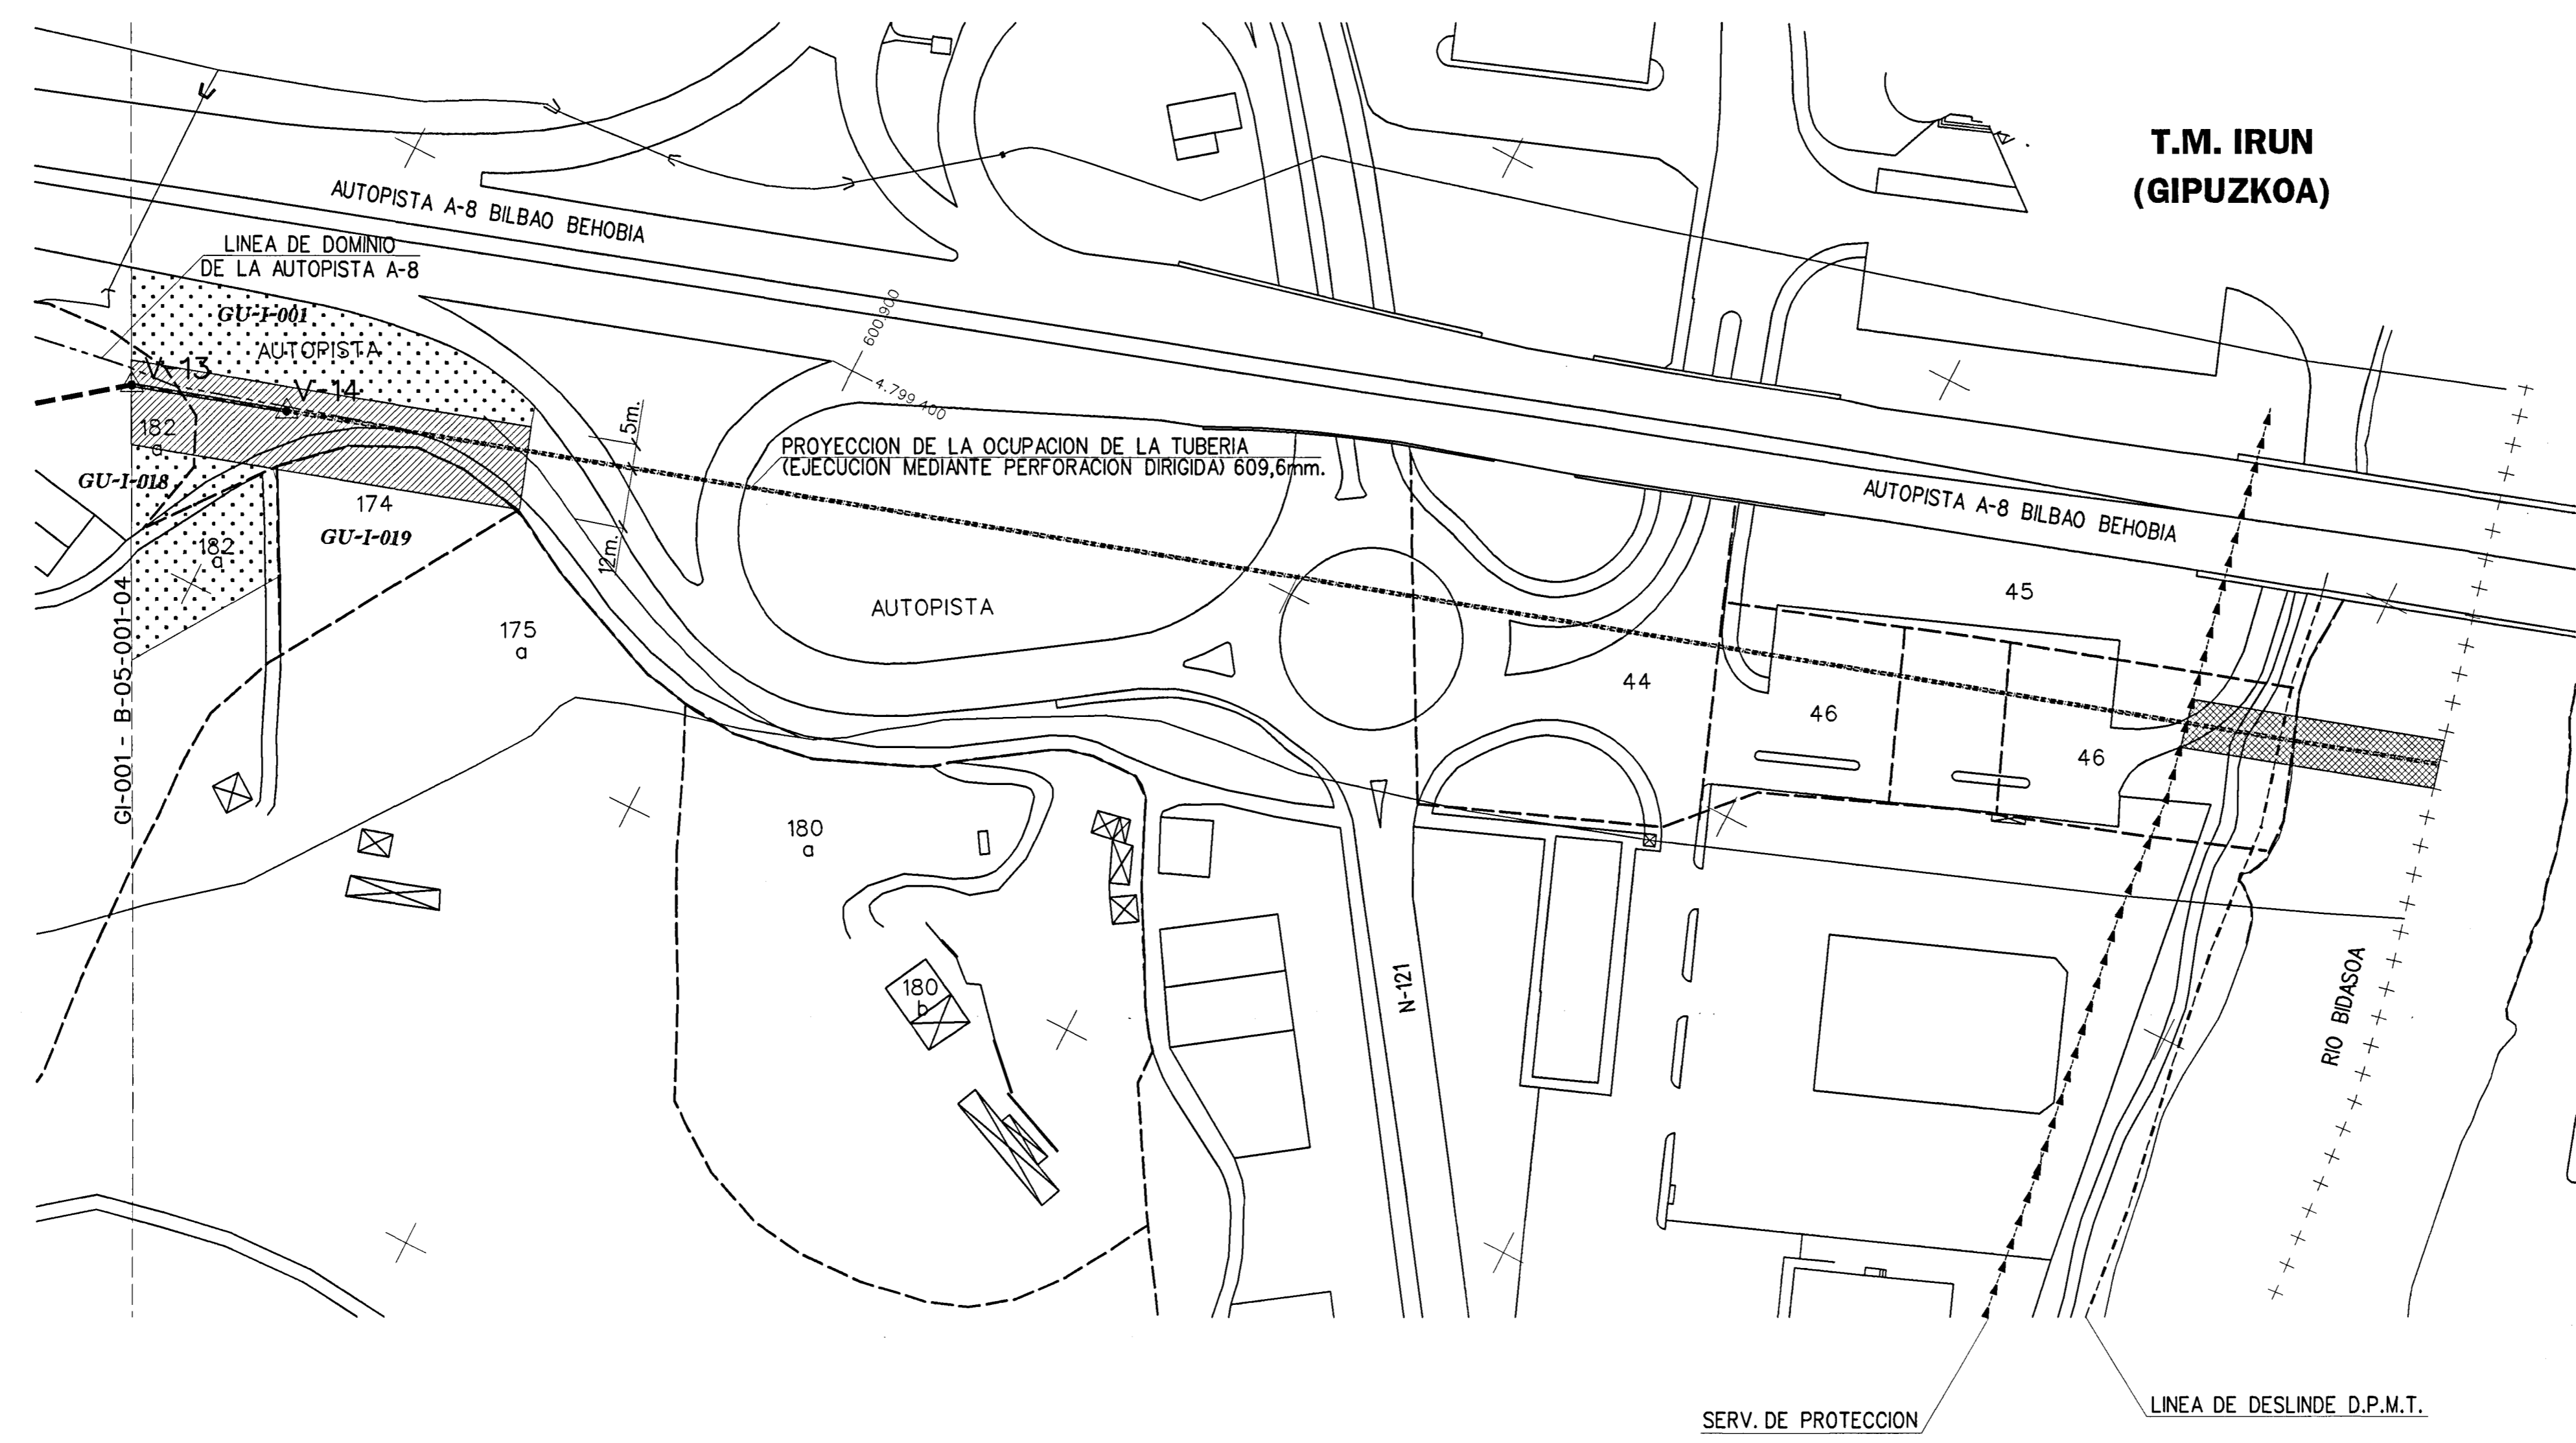 T.M. IRUN
(GIPUZKOA)
AUTOPISTA A-8 BILBAO BEHOBIA
LINEA DE DOMINIO
DE LA AUTOPISTA A-8
GU-I-001
AUTOPISTA
V-13
V-14
182
a
GU-I-018
174
GU-I-019
182
a
175
a
GI-001 - B-05-001-04
5m.
12m.
600.900
4.799.400
PROYECCION DE LA OCUPACION DE LA TUBERIA
(EJECUCION MEDIANTE PERFORACION DIRIGIDA) 609,6mm.
AUTOPISTA
AUTOPISTA A-8 BILBAO BEHOBIA
45
44
46
46
180
a
180
b
N-121
RIO BIDASOA
SERV. DE PROTECCION
LINEA DE DESLINDE D.P.M.T.